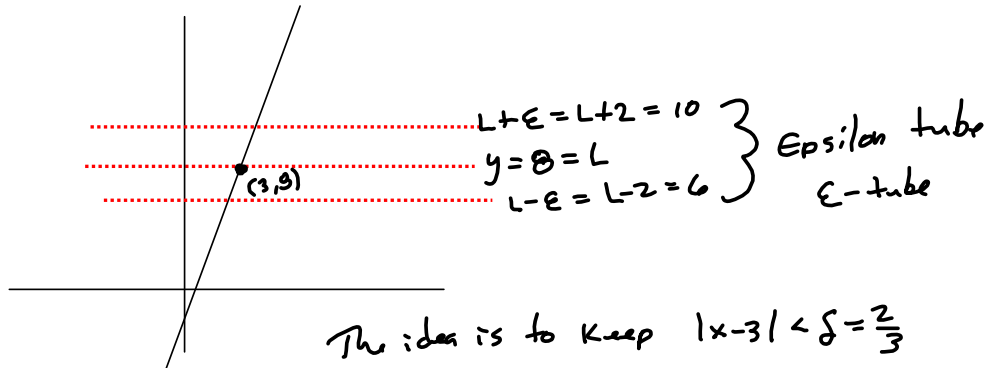 L+ε = L+2 = 10
y = 8 = L
(3,8)
L-ε = L-2 = 6
Epsilon tube
ε-tube
The idea is to keep |x-3| < δ = 2/3